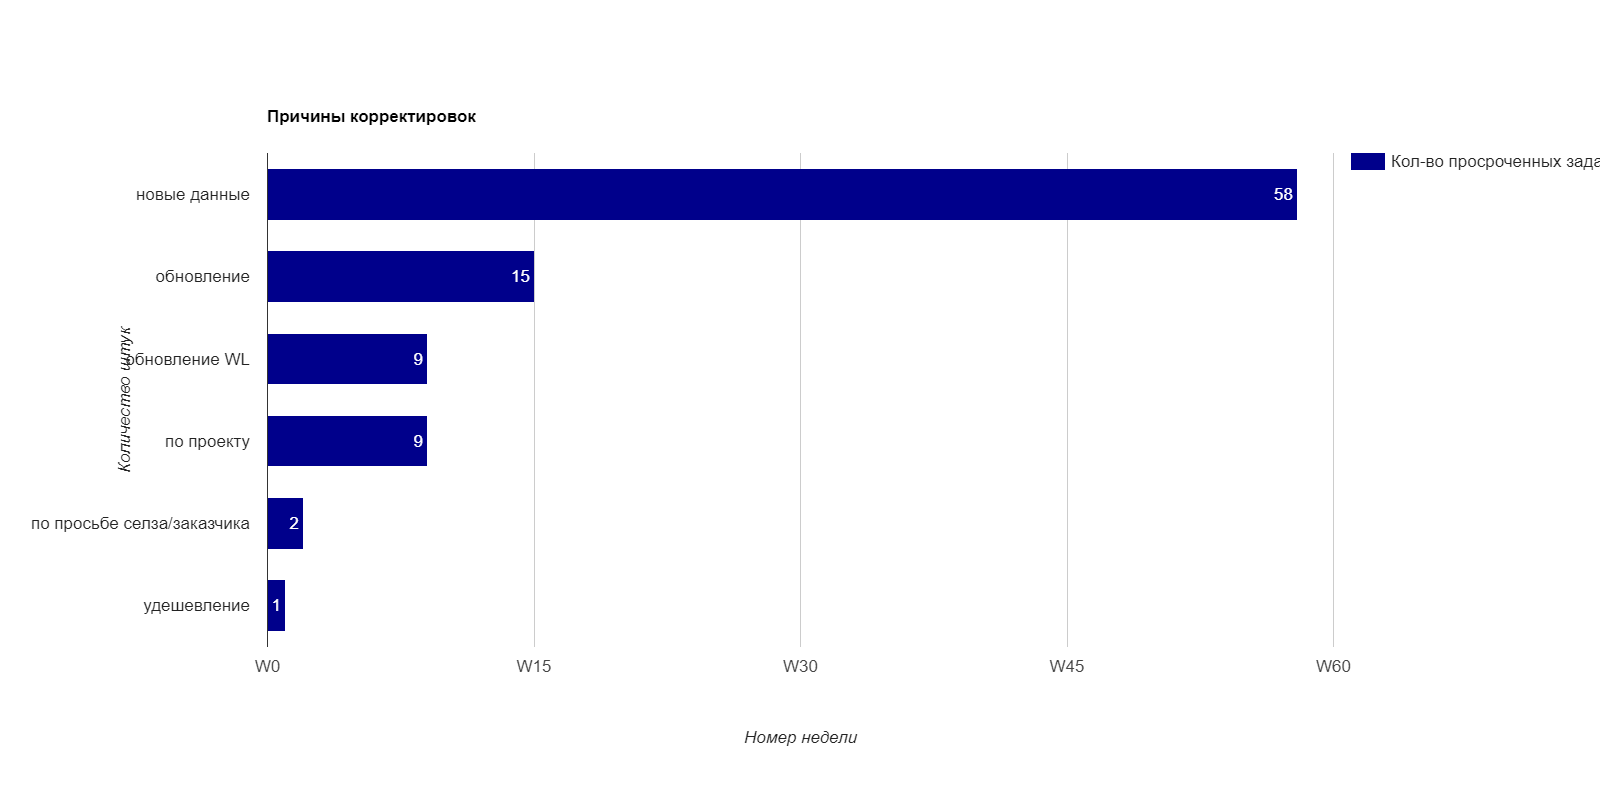 Причины корректировок
Кол-во просроченных зада
новые данные
58
обновление
15
обновление WL
9
по проекту
9
по просьбе селза/заказчика
2
удешевление
1
Количество штук
W0 W15 W30 W45 W60
Номер недели